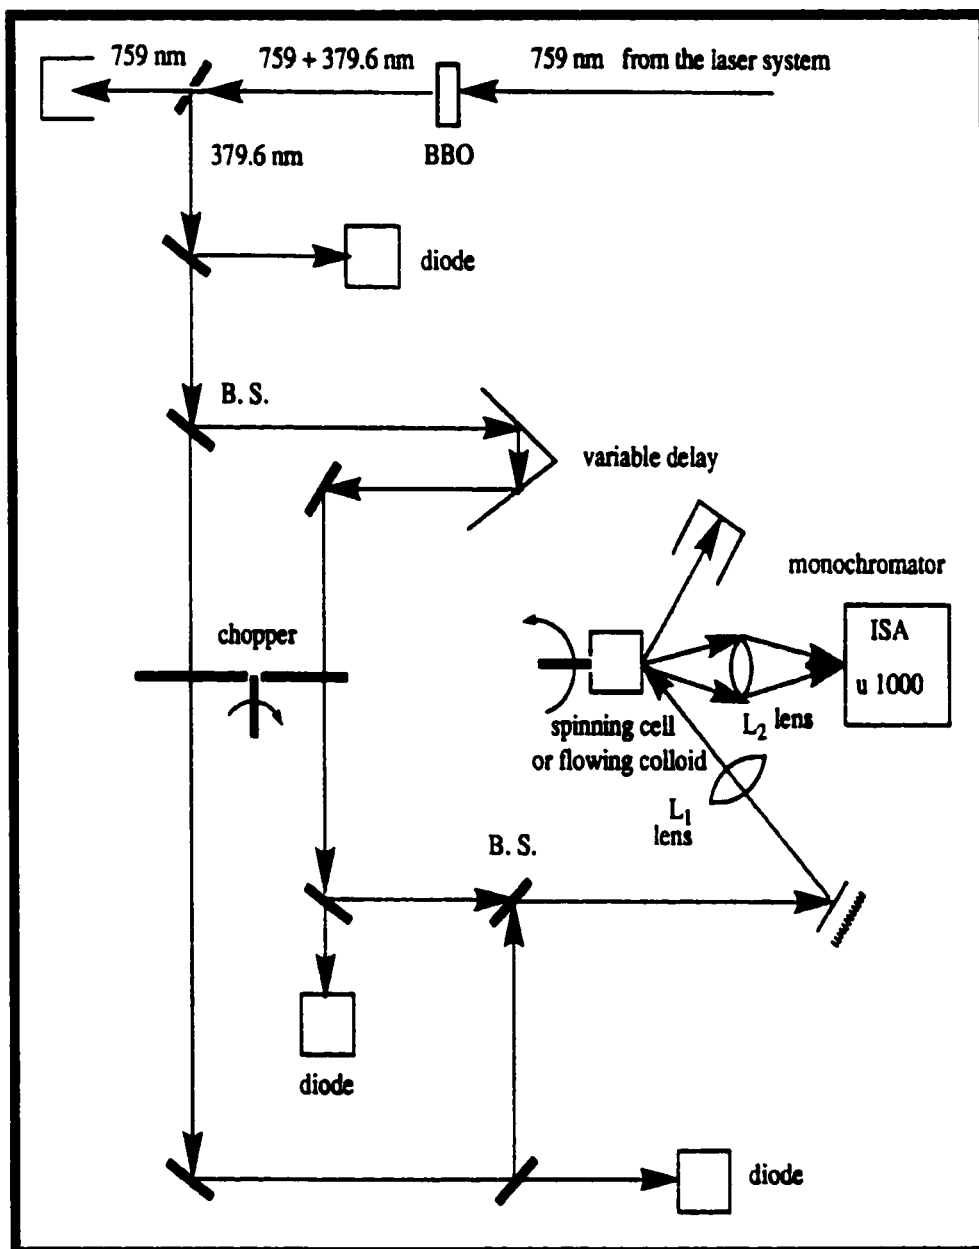 759 nm
759 + 379.6 nm
759 nm from the laser system
BBO
379.6 nm
diode
B. S.
variable delay
monochromator
ISA
u 1000
chopper
L2 lens
spinning cell
or flowing colloid
L1
lens
B. S.
diode
diode